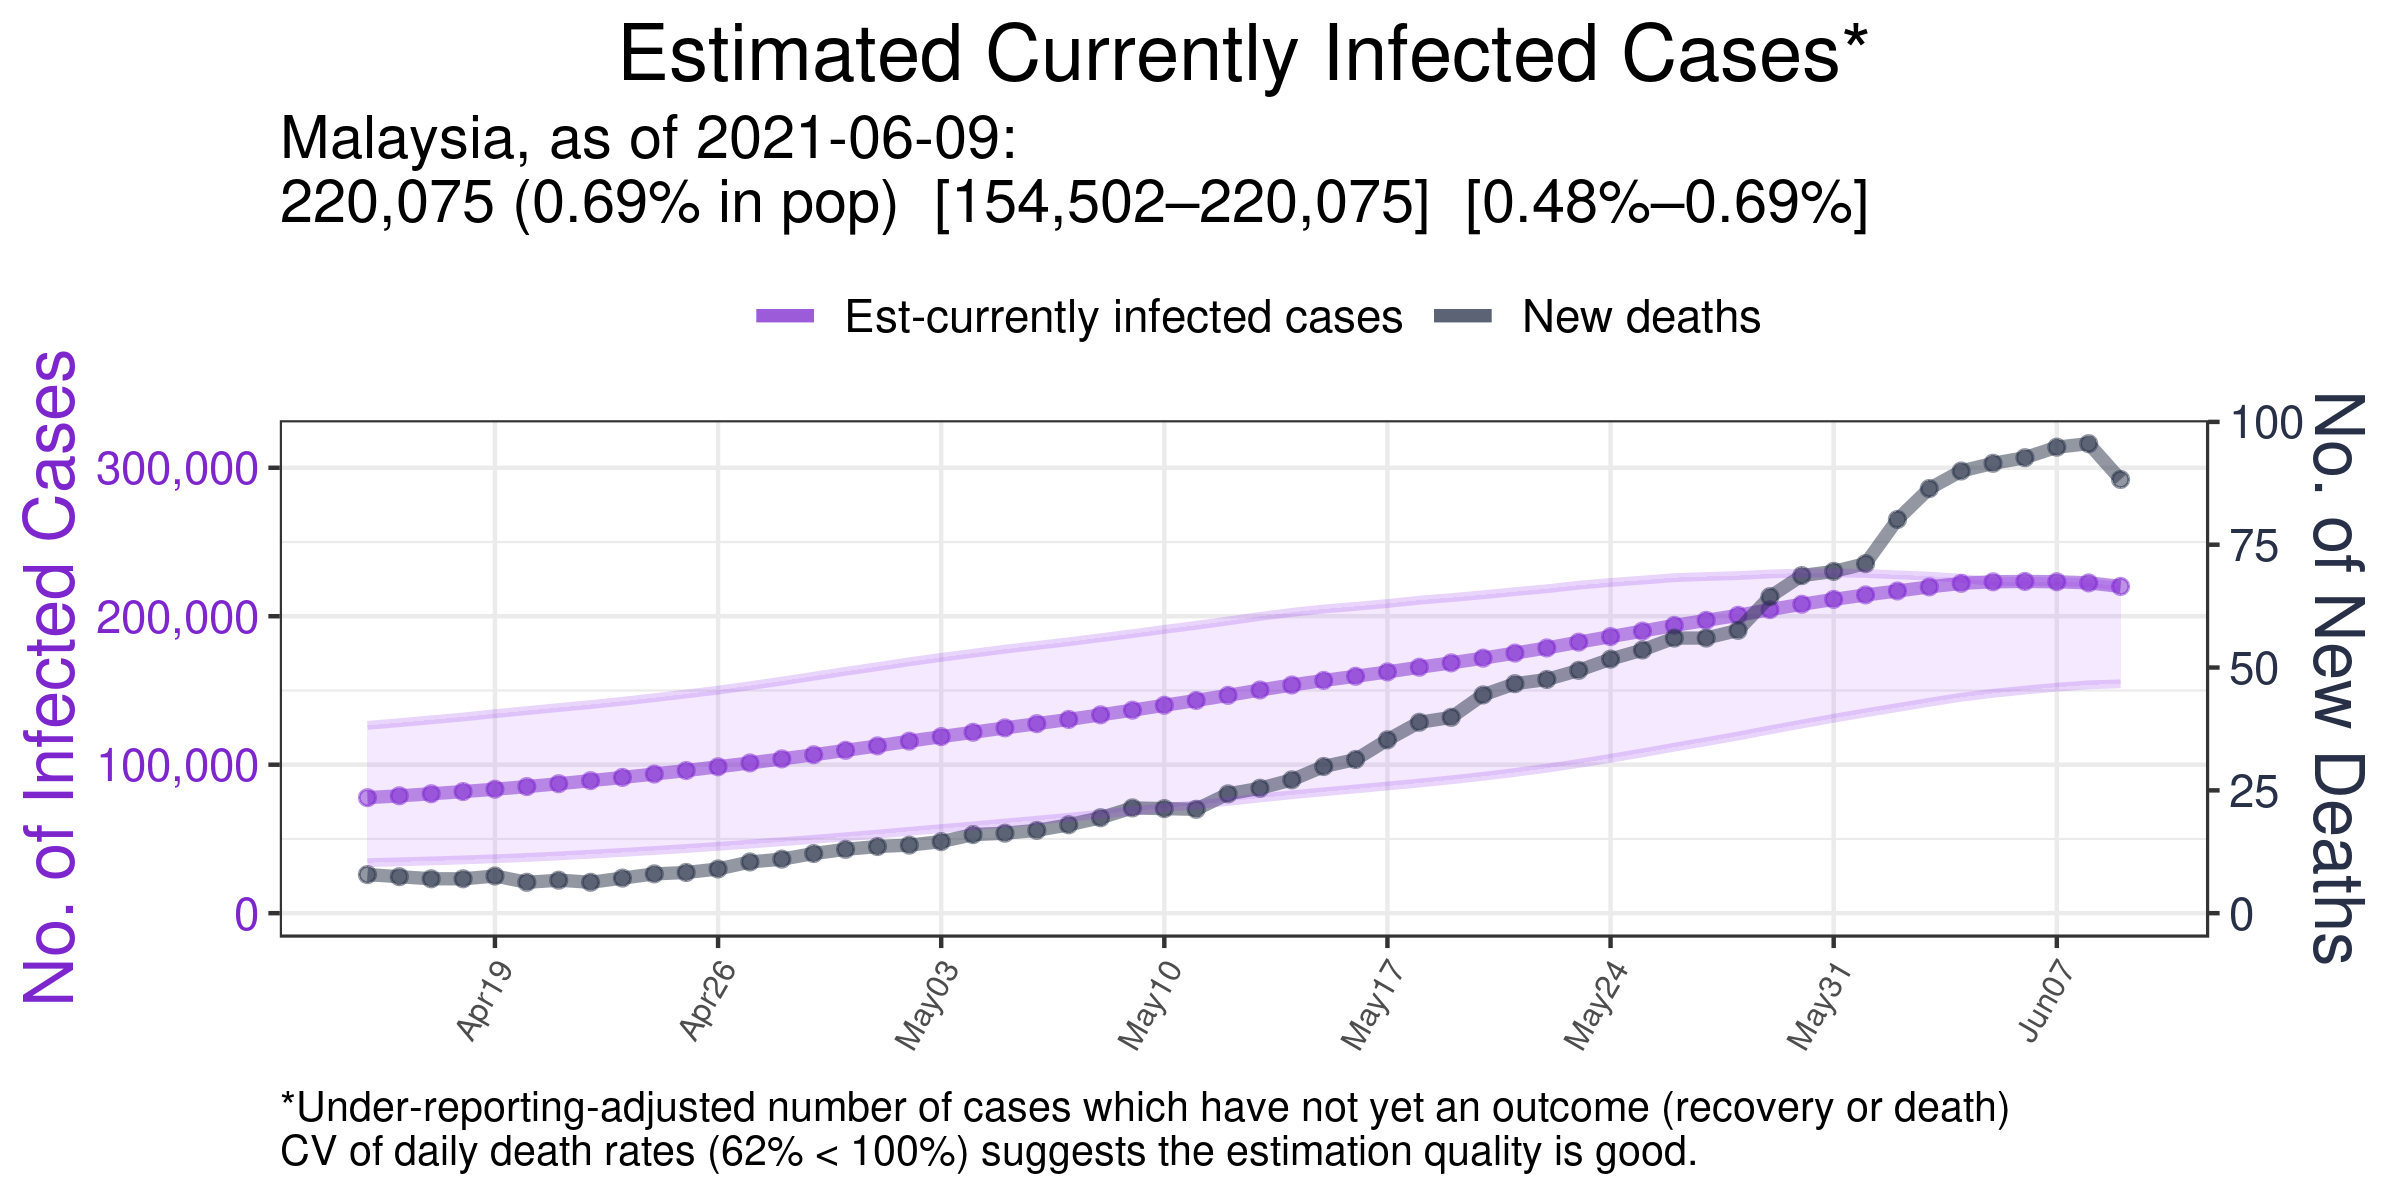 Estimated Currently Infected Cases*
Malaysia, as of 2021-06-09:
220,075 (0.69% in pop)  [154,502–220,075]  [0.48%–0.69%]
Est-currently infected cases
New deaths
No. of Infected Cases
300,000
200,000
100,000
0
100
75
50
25
0
No. of New Deaths
Apr19
Apr26
May03
May10
May17
May24
May31
Jun07
*Under-reporting-adjusted number of cases which have not yet an outcome (recovery or death)
CV of daily death rates (62% < 100%) suggests the estimation quality is good.